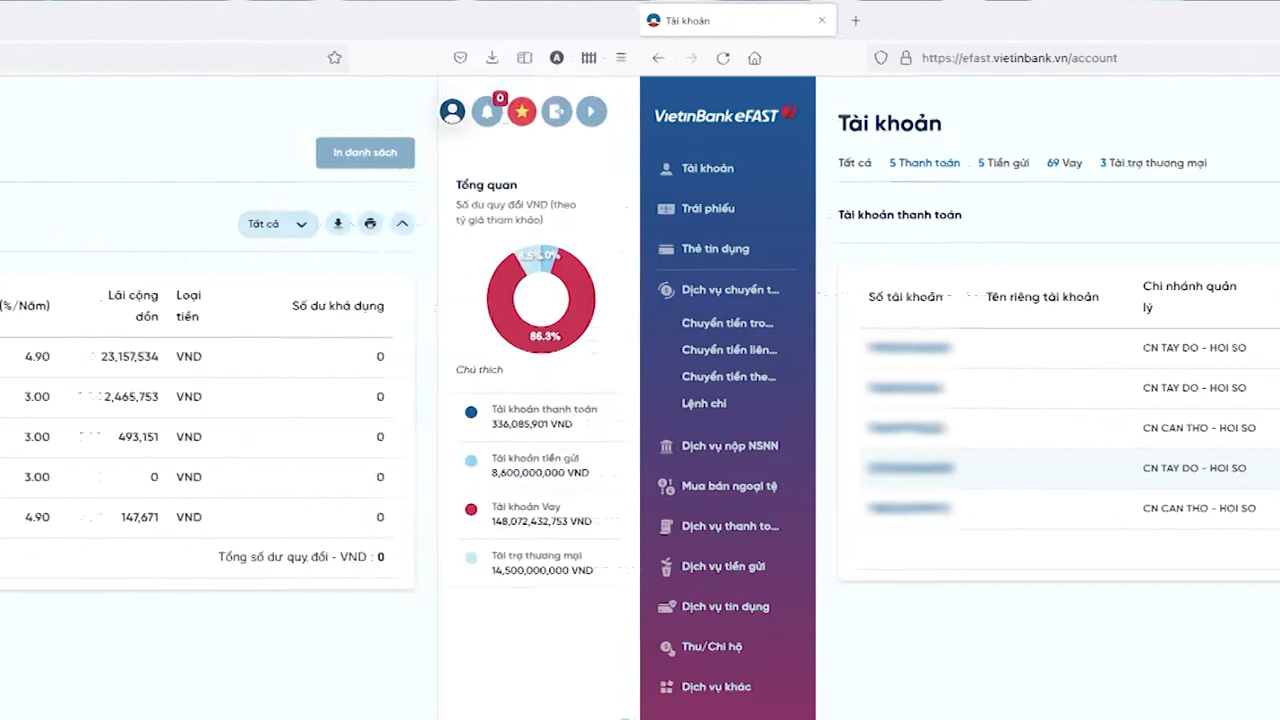 Tài khoản
https://efast.vietinbank.vn/account
In danh sách
Tất cả
(%/Năm)
Lãi cộng dồn
Loại tiền
Số dư khả dụng
4.90 23,157,534 VND 0
3.00 2,465,753 VND 0
3.00 493,151 VND 0
3.00 0 VND 0
4.90 147,671 VND 0
Tổng số dư quy đổi - VND : 0
0
Tổng quan
Số dư quy đổi VND (theo
tỷ giá tham khảo)
0%
86.3%
Chú thích
Tài khoản thanh toán
336,085,901 VND
Tài khoản tiền gửi
8,600,000,000 VND
Tài khoản Vay
148,072,432,753 VND
Tài trợ thương mại
14,500,000,000 VND
VietinBank eFAST
Tài khoản
Trái phiếu
Thẻ tín dụng
Dịch vụ chuyển t...
Chuyển tiền tro...
Chuyển tiền liên...
Chuyển tiền the...
Lệnh chi
Dịch vụ nộp NSNN
Mua bán ngoại tệ
Dịch vụ thanh to...
Dịch vụ tiền gửi
Dịch vụ tín dụng
Thu/Chi hộ
Dịch vụ khác
Tài khoản
Tất cả 5 Thanh toán 5 Tiền gửi 69 Vay 3 Tài trợ thương mại
Tài khoản thanh toán
Số tài khoản
Tên riêng tài khoản
Chi nhánh quản
lý
CN TAY DO - HOI SO
CN TAY DO - HOI SO
CN CAN THO - HOI SO
CN TAY DO - HOI SO
CN CAN THO - HOI SO